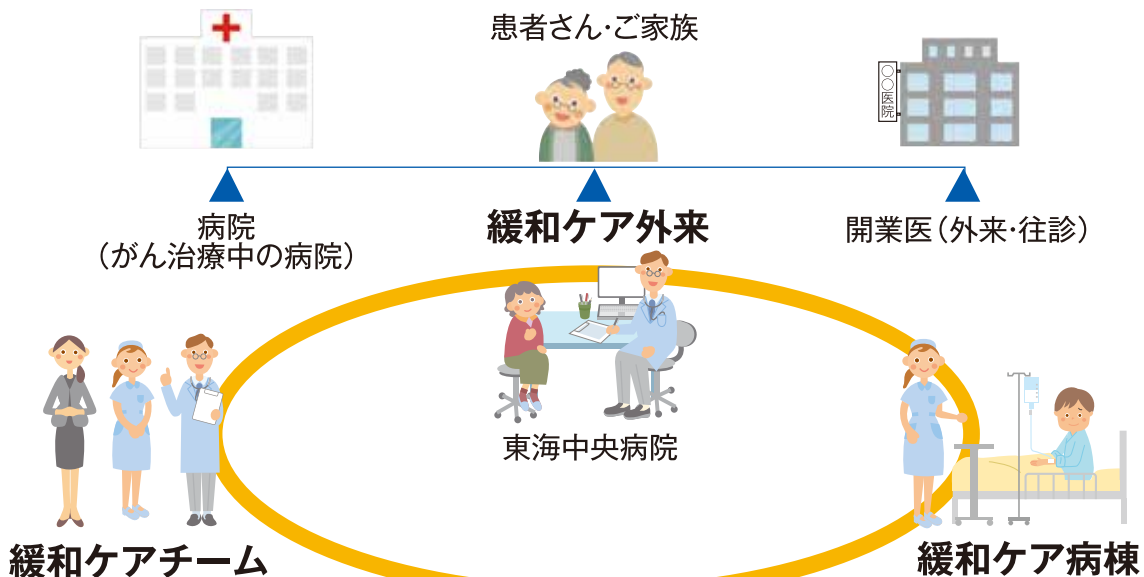 患者さん・ご家族
○○医院
病院
（がん治療中の病院）
緩和ケア外来
開業医（外来・往診）
東海中央病院
緩和ケアチーム
緩和ケア病棟